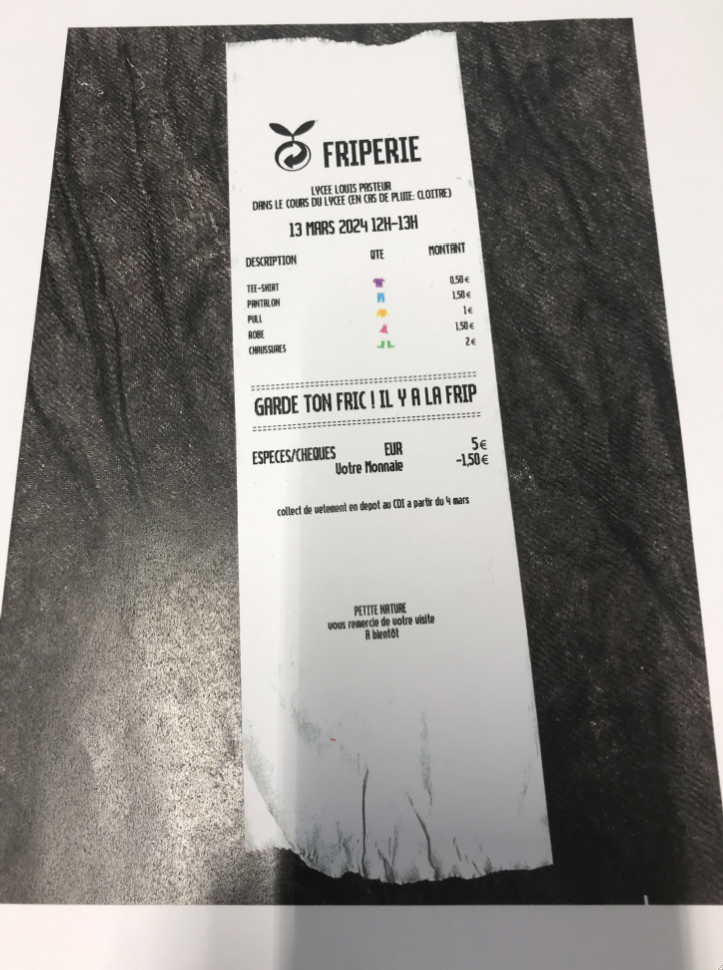 FRIPERIE
LYCEE LOUIS PASTEUR
DANS LE COURS DU LYCEE (EN CAS DE PLUIE: CLOITRE)
13 MARS 2024 12H-13H
DESCRIPTION QTE MONTANT
TEE-SHIRT 0,50€
PANTALON 1,50€
PULL 1€
ROBE 1,50€
CHAUSSURES 2€
GARDE TON FRIC ! IL Y A LA FRIP
ESPECES/CHEQUES EUR 5€
Votre Monnaie -1,50€
collect de vetement en depot au CDI a partir du 4 mars
PETITE NATURE
vous remercie de votre visite
A bientôt